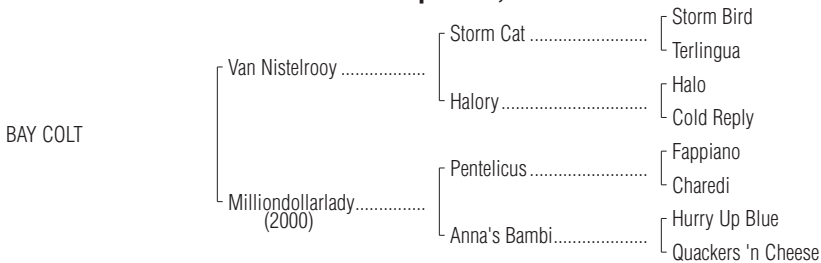 Storm Bird
Storm Cat ............................
Terlingua
Van Nistelrooy ..................
Halo
Halory...................................
Cold Reply
BAY COLT
Fappiano
Pentelicus............................
Charedi
Milliondollarlady...............
(2000)
Hurry Up Blue
Anna's Bambi......................
Quackers 'n Cheese